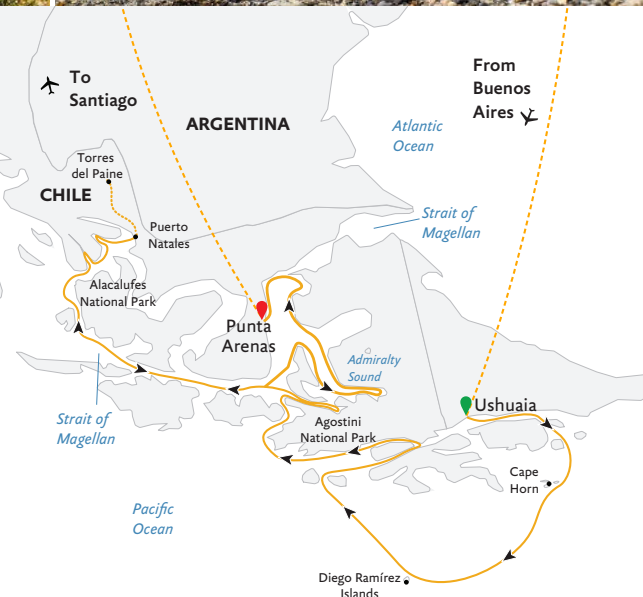 To
Santiago
From
Buenos
Aires
ARGENTINA
Atlantic
Ocean
Torres
del Paine
CHILE
Strait of
Magellan
Puerto
Natales
Alacalufes
National Park
Punta
Arenas
Admiralty
Sound
Ushuaia
Strait of
Magellan
Agostini
National Park
Cape
Horn
Pacific
Ocean
Diego Ramírez
Islands